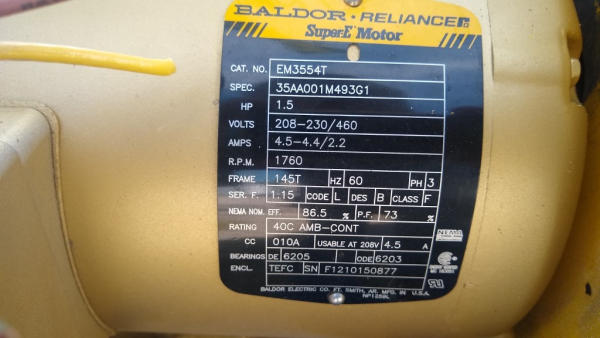 BALDOR • RELIANCE
Super-E Motor
CAT. NO. EM3554T
SPEC. 35AA001M493G1
HP 1.5
VOLTS 208-230/460
AMPS 4.5-4.4/2.2
R.P.M. 1760
FRAME 145T HZ 60 PH 3
SER. F. 1.15 CODE L DES B CLASS F
NEMA NOM. EFF. 86.5 % P.F. 73 %
RATING 40C AMB-CONT
CC 010A USABLE AT 208V 4.5 A
BEARINGS DE 6205 ODE 6203
ENCL. TEFC SN F1210150877
NEMA
BALDOR ELECTRIC CO. FT. SMITH, AR. MFG. IN U.S.A.